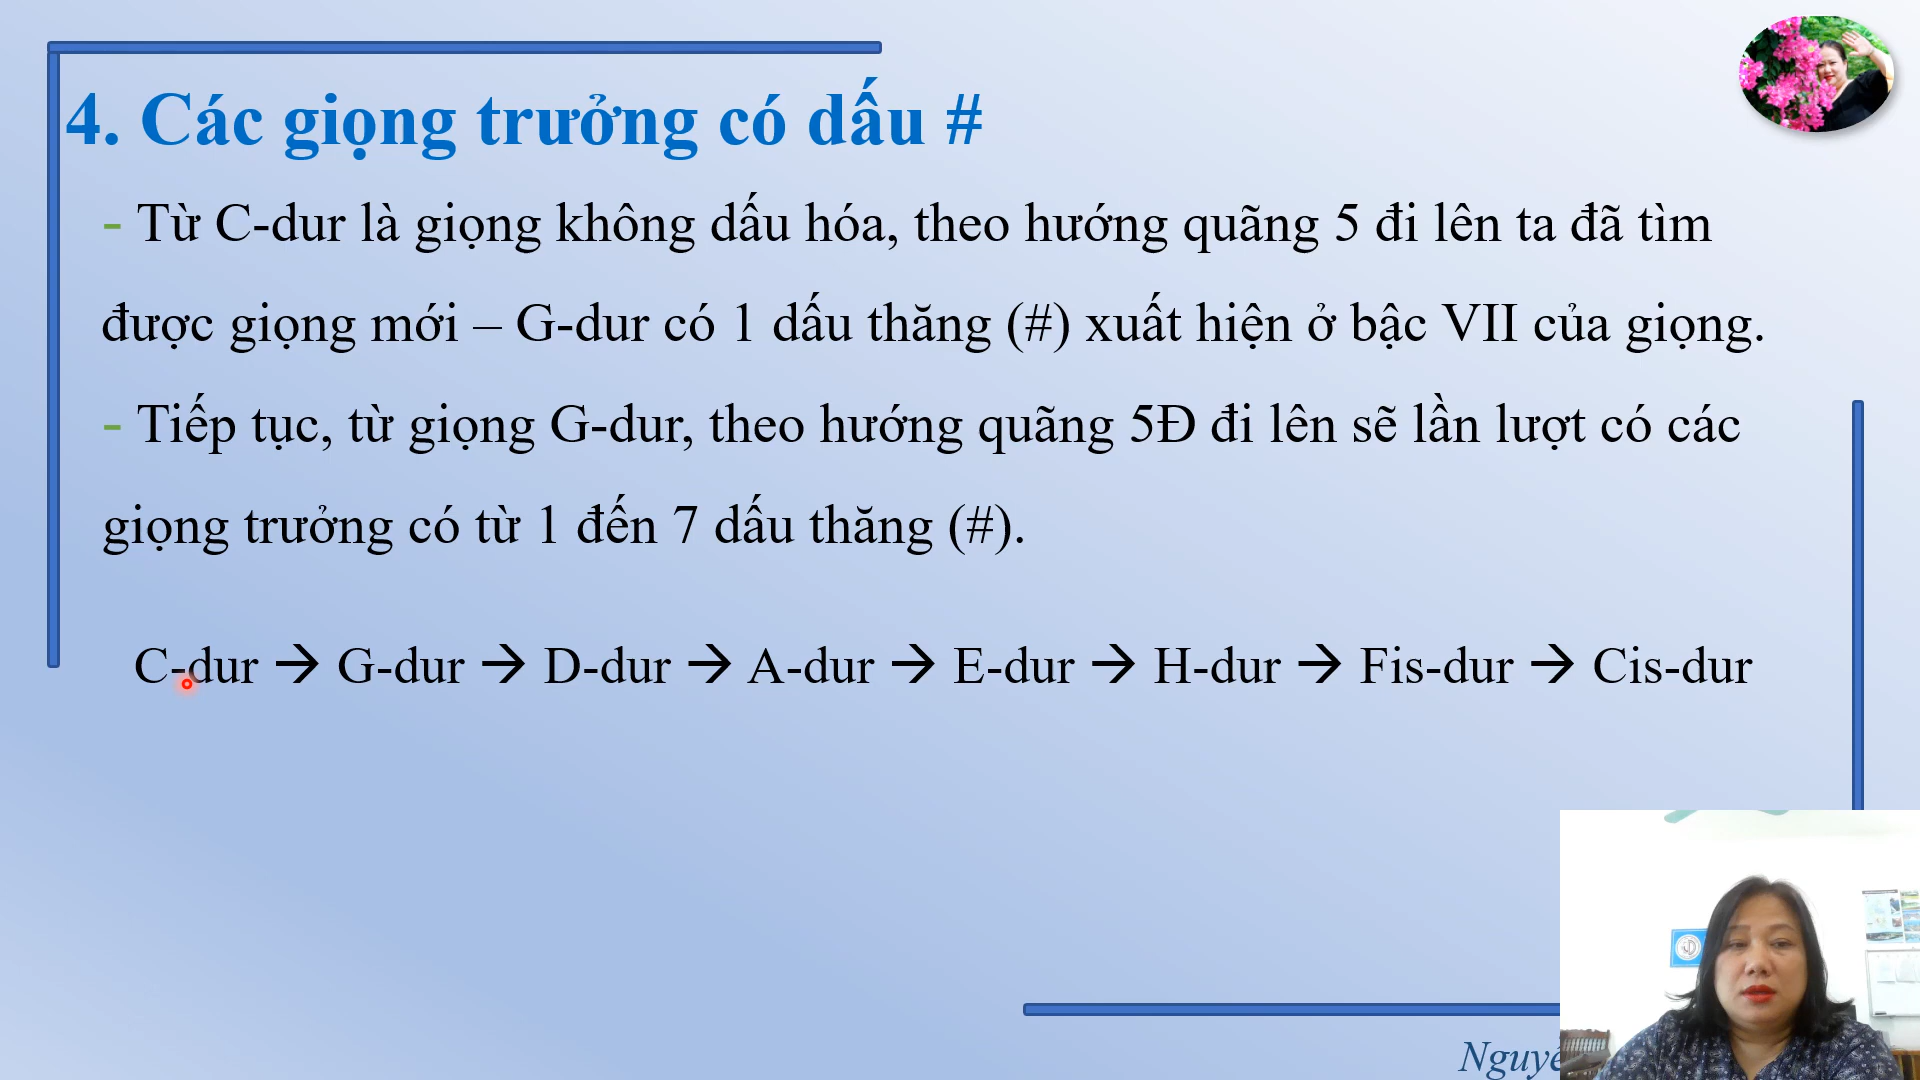 4. Các giọng trưởng có dấu #
- Từ C-dur là giọng không dấu hóa, theo hướng quãng 5 đi lên ta đã tìm
được giọng mới – G-dur có 1 dấu thăng (#) xuất hiện ở bậc VII của giọng.
- Tiếp tục, từ giọng G-dur, theo hướng quãng 5Đ đi lên sẽ lần lượt có các
giọng trưởng có từ 1 đến 7 dấu thăng (#).
C-dur → G-dur → D-dur → A-dur → E-dur → H-dur → Fis-dur → Cis-dur